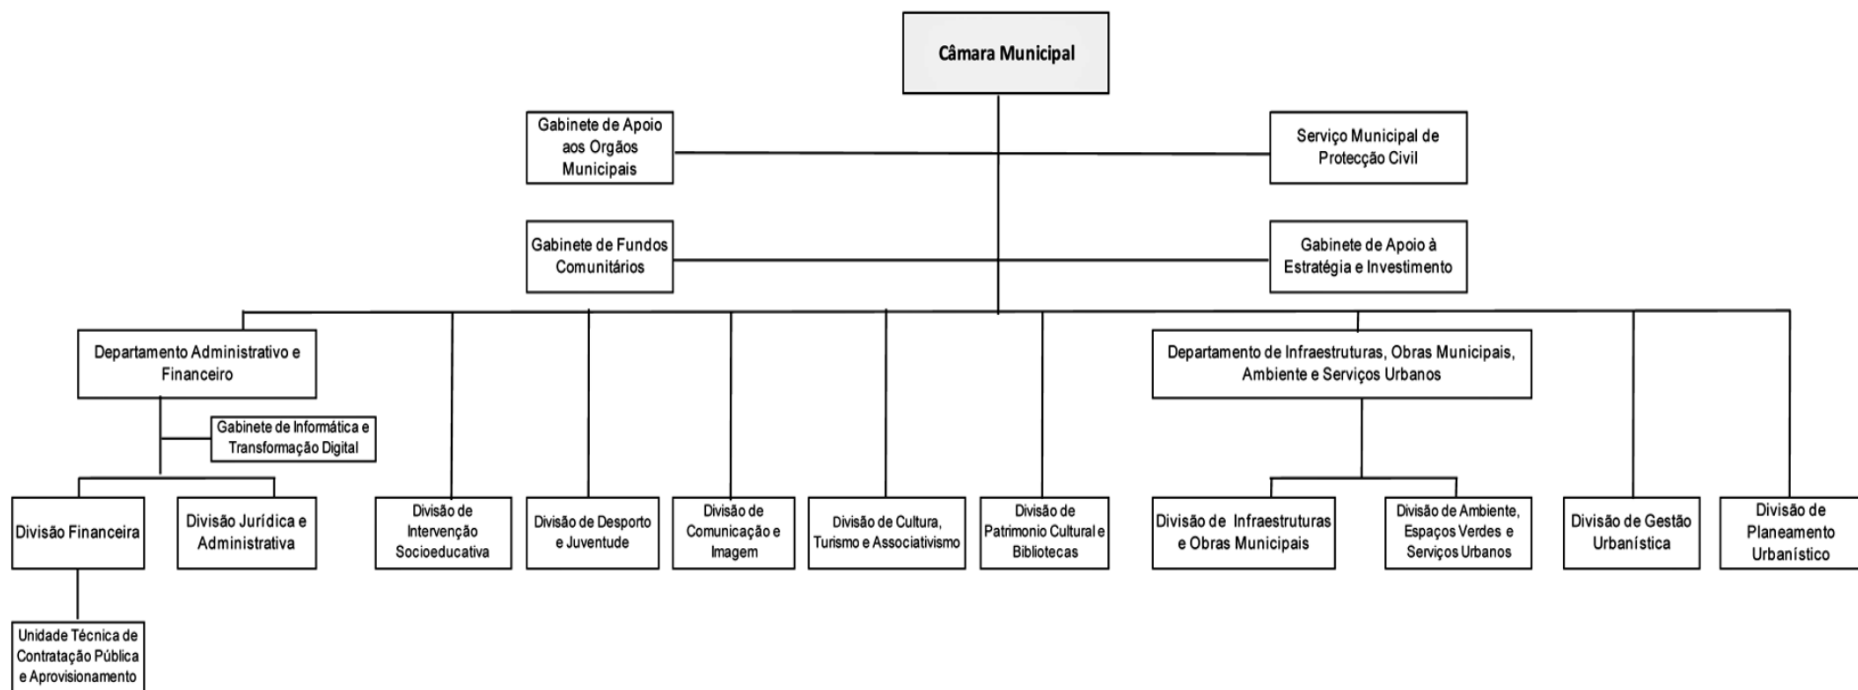 Câmara Municipal
Gabinete de Apoio
aos Orgãos
Municipais
Serviço Municipal de
Protecção Civil
Gabinete de Fundos
Comunitários
Gabinete de Apoio à
Estratégia e Investimento
Departamento Administrativo e
Financeiro
Departamento de Infraestruturas, Obras Municipais,
Ambiente e Serviços Urbanos
Gabinete de Informática e
Transformação Digital
Divisão Financeira
Divisão Jurídica e
Administrativa
Divisão de
Intervenção
Socioeducativa
Divisão de Desporto
e Juventude
Divisão de
Comunicação e
Imagem
Divisão de Cultura,
Turismo e Associativismo
Divisão de
Patrimonio Cultural e
Bibliotecas
Divisão de Infraestruturas
e Obras Municipais
Divisão de Ambiente,
Espaços Verdes e
Serviços Urbanos
Divisão de Gestão
Urbanística
Divisão de
Planeamento
Urbanístico
Unidade Técnica de
Contratação Pública
e Aprovisionamento